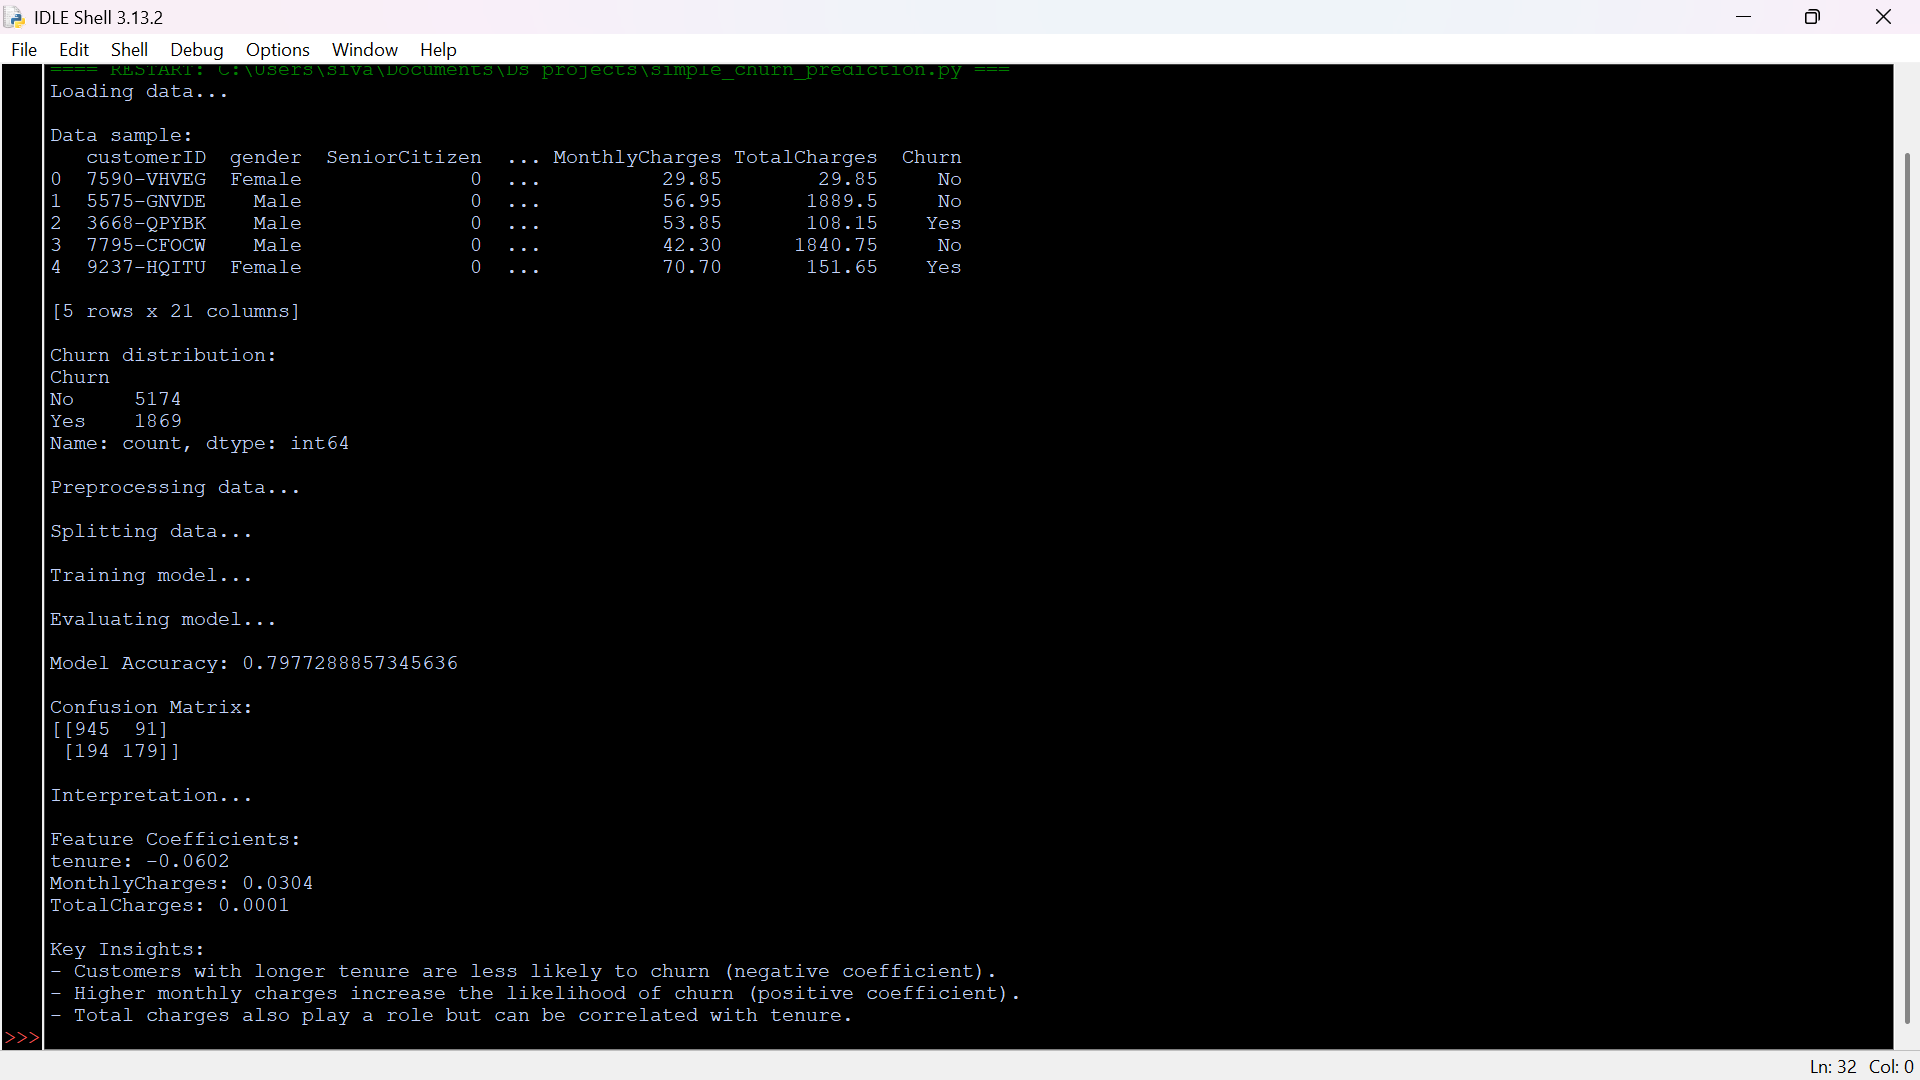 IDLE Shell 3.13.2
File Edit Shell Debug Options Window Help
==== RESTART: C:\Users\siva\Documents\Ds projects\simple_churn_prediction.py ===
Loading data...
Data sample:
customerID gender SeniorCitizen ... MonthlyCharges TotalCharges Churn
0 7590-VHVEG Female 0 ... 29.85 29.85 No
1 5575-GNVDE Male 0 ... 56.95 1889.5 No
2 3668-QPYBK Male 0 ... 53.85 108.15 Yes
3 7795-CFOCW Male 0 ... 42.30 1840.75 No
4 9237-HQITU Female 0 ... 70.70 151.65 Yes
[5 rows x 21 columns]
Churn distribution:
Churn
No 5174
Yes 1869
Name: count, dtype: int64
Preprocessing data...
Splitting data...
Training model...
Evaluating model...
Model Accuracy: 0.7977288857345636
Confusion Matrix:
[[945 91]
[194 179]]
Interpretation...
Feature Coefficients:
tenure: -0.0602
MonthlyCharges: 0.0304
TotalCharges: 0.0001
Key Insights:
- Customers with longer tenure are less likely to churn (negative coefficient).
- Higher monthly charges increase the likelihood of churn (positive coefficient).
- Total charges also play a role but can be correlated with tenure.
>>>
Ln: 32 Col: 0